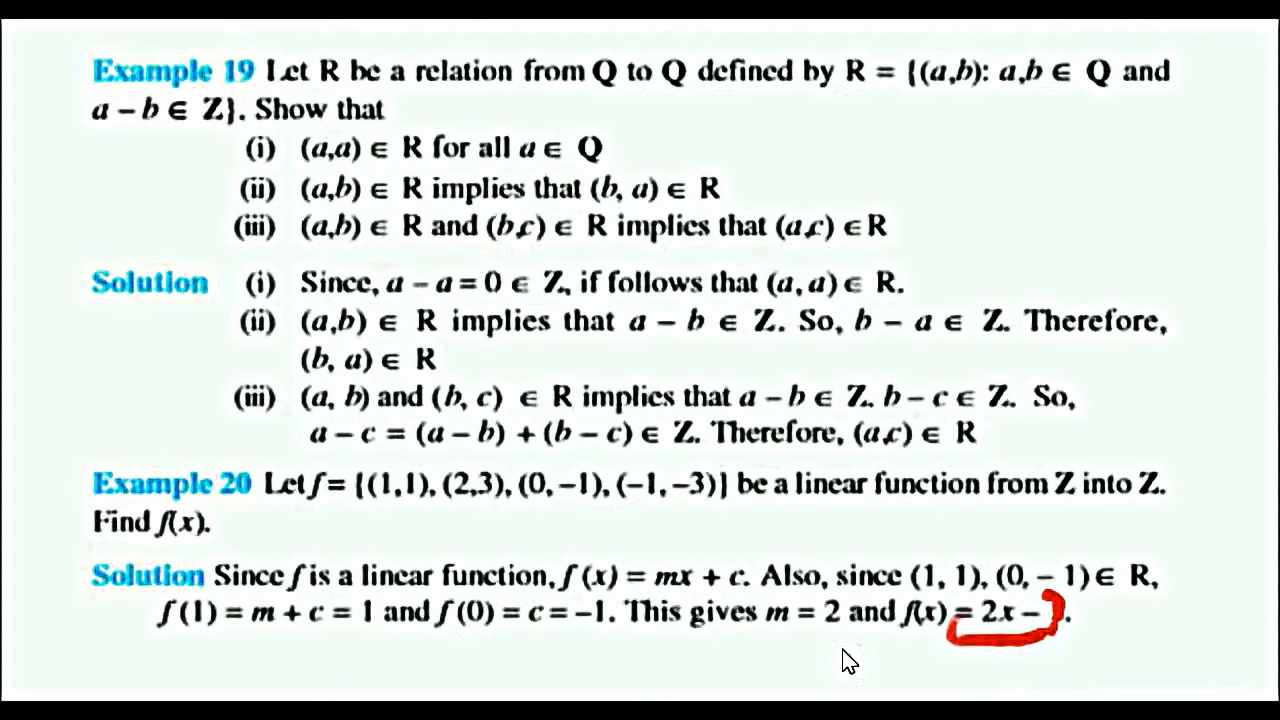 Example 19 Let R be a relation from Q to Q defined by R = {(a,b): a,b ∈ Q and
a – b ∈ Z}. Show that
(i) (a,a) ∈ R for all a ∈ Q
(ii) (a,b) ∈ R implies that (b, a) ∈ R
(iii) (a,b) ∈ R and (b,c) ∈ R implies that (a,c) ∈ R
Solution (i) Since, a – a = 0 ∈ Z, if follows that (a, a) ∈ R.
(ii) (a,b) ∈ R implies that a – b ∈ Z. So, b – a ∈ Z. Therefore,
(b, a) ∈ R
(iii) (a, b) and (b, c) ∈ R implies that a – b ∈ Z. b – c ∈ Z. So,
a – c = (a – b) + (b – c) ∈ Z. Therefore, (a,c) ∈ R
Example 20 Let f = {(1,1), (2,3), (0, –1), (–1, –3)} be a linear function from Z into Z.
Find f(x).
Solution Since f is a linear function, f (x) = mx + c. Also, since (1, 1), (0, – 1) ∈ R,
f (1) = m + c = 1 and f (0) = c = –1. This gives m = 2 and f(x) = 2x – .